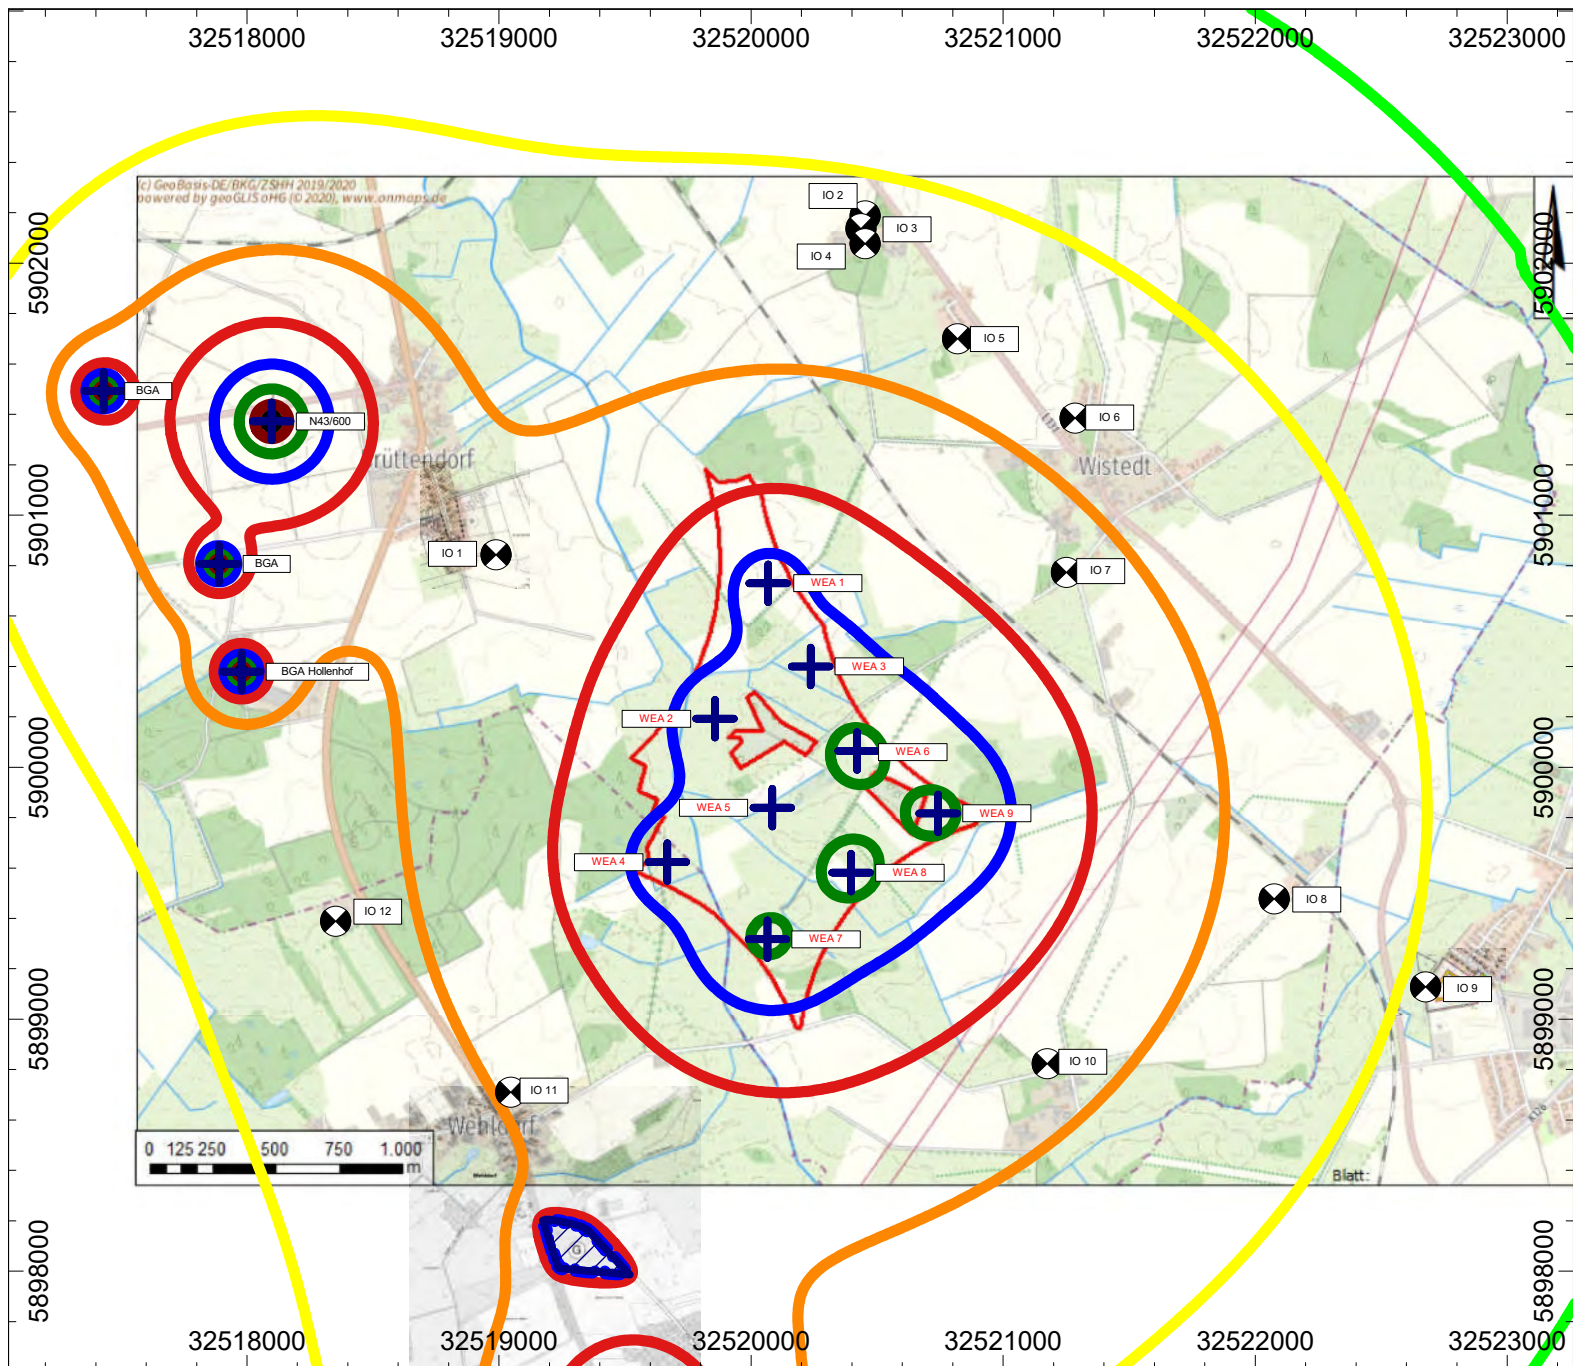 32518000 32519000 32520000 32521000 32522000 32523000
(c) GeoBasis-DE/BKG/ZSHH 2019/2020
powered by geoGLIS oHG (© 2020), www.onmaps.de
IO 2
IO 3
IO 4
5902000
5902000
IO 5
BGA
N43/600
IO 6
rüttendorf
Wistedt
5901000
5901000
IO 1
BGA
IO 7
WEA 1
BGA Hollenhof
WEA 3
WEA 2
WEA 6
5900000
5900000
WEA 5
WEA 9
WEA 4
WEA 8
IO 8
IO 12
WEA 7
IO 9
5899000
5899000
IO 10
IO 11
Wehldorf
K126
0 125 250 500 750 1.000
m
Blatt:
G
5898000
5898000
32518000 32519000 32520000 32521000 32522000 32523000